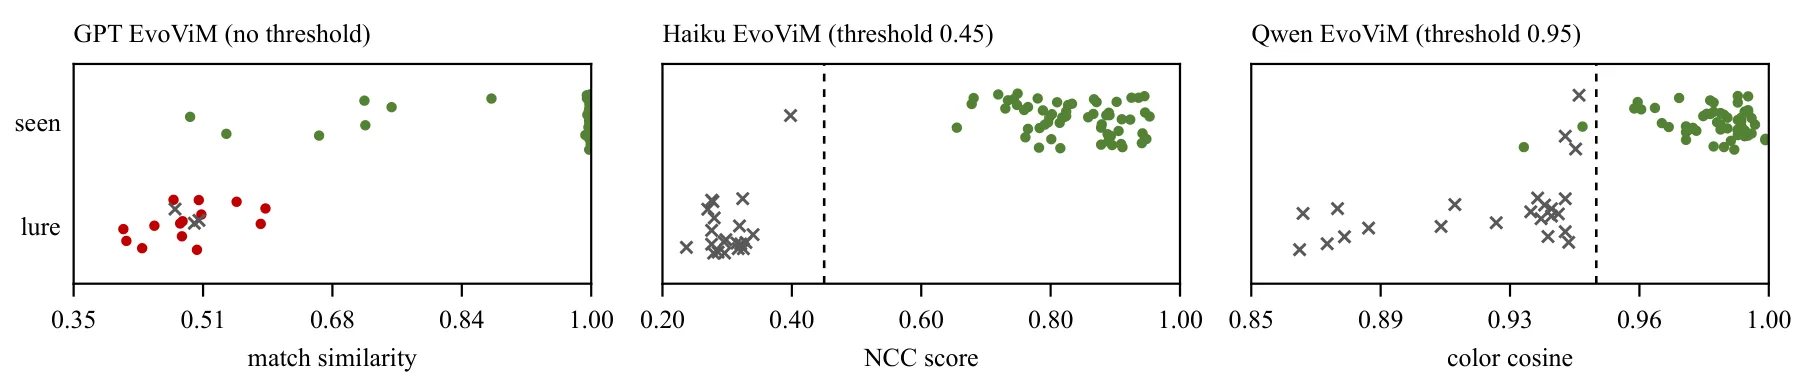 GPT EvoViM (no threshold)
Haiku EvoViM (threshold 0.45)
Qwen EvoViM (threshold 0.95)
seen
lure
0.35 0.51 0.68 0.84 1.00
0.20 0.40 0.60 0.80 1.00
0.85 0.89 0.93 0.96 1.00
match similarity
NCC score
color cosine